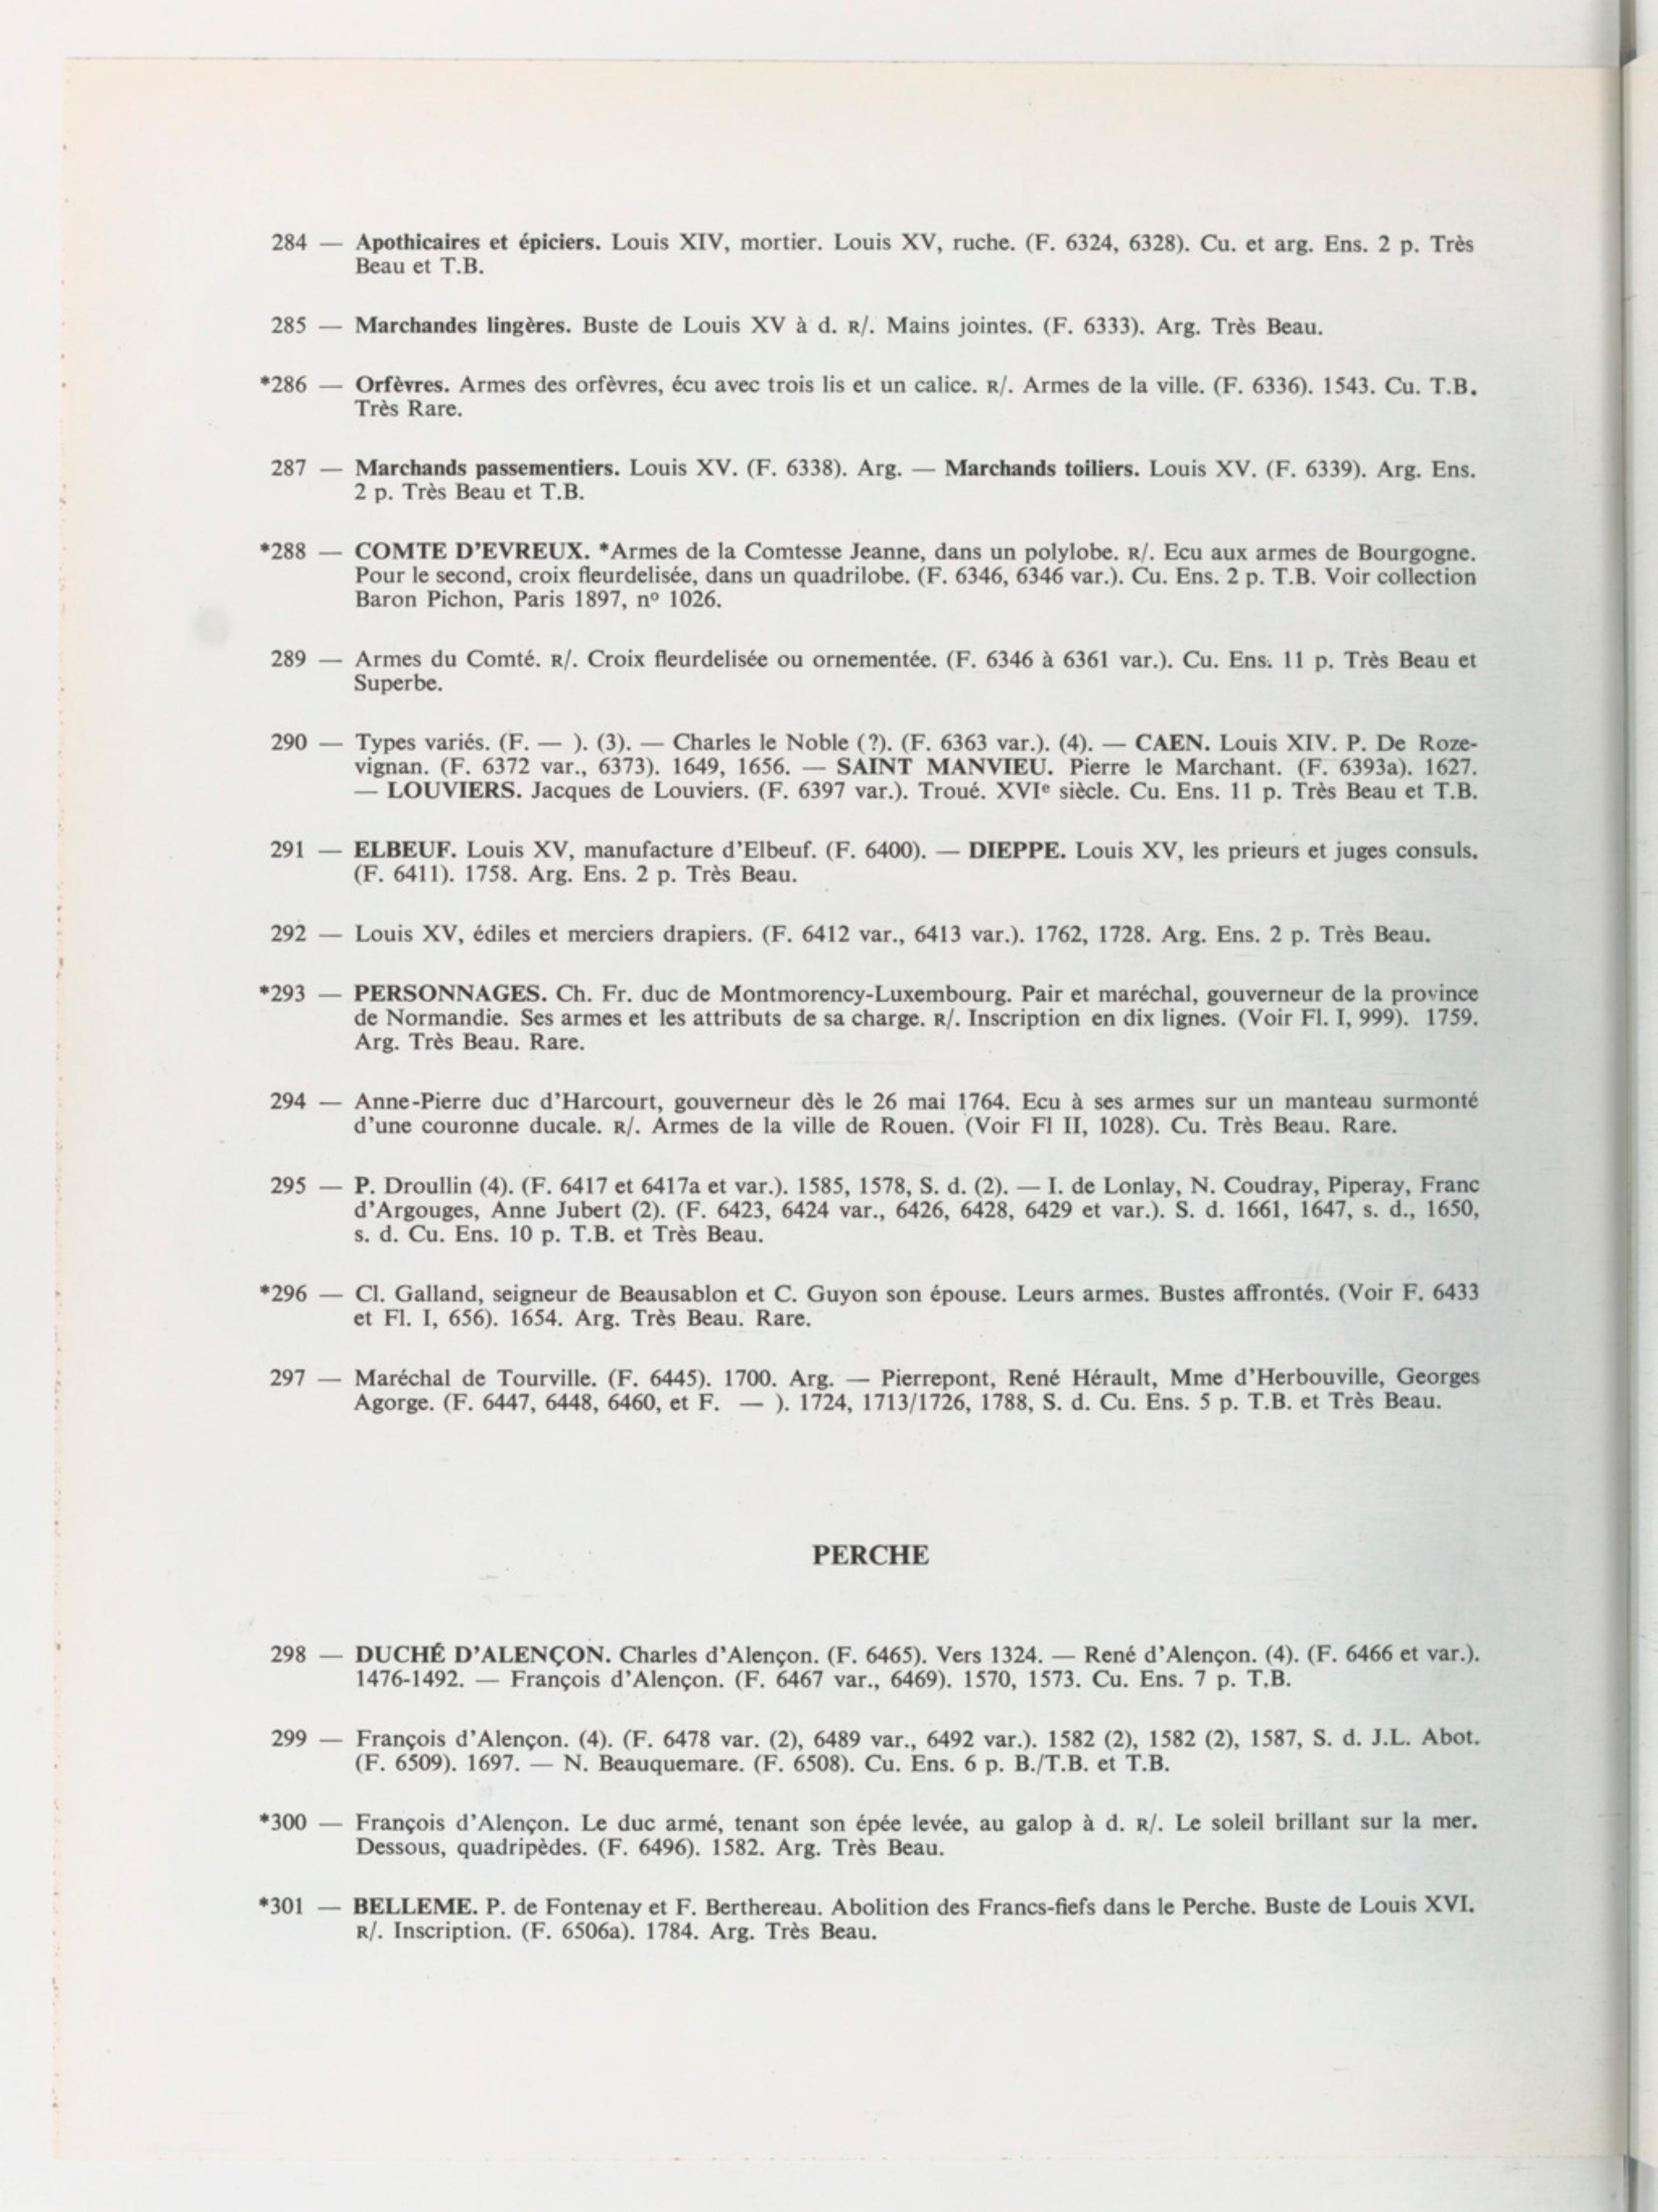 284 — Apothicaires et épiciers. Louis XIV, mortier. Louis XV, ruche. (F. 6324, 6328). Cu. et arg. Ens. 2 p. Très
Beau et T.B.
285 — Marchandes lingères. Buste de Louis XV à d. R/. Mains jointes. (F. 6333). Arg. Très Beau.
*286 — Orfèvres. Armes des orfèvres, écu avec trois lis et un calice. R/. Armes de la ville. (F. 6336). 1543. Cu. T.B.
Très Rare.
287 — Marchands passementiers. Louis XV. (F. 6338). Arg. — Marchands toiliers. Louis XV. (F. 6339). Arg. Ens.
2 p. Très Beau et T.B.
*288 — COMTE D'EVREUX. *Armes de la Comtesse Jeanne, dans un polylobe. R/. Ecu aux armes de Bourgogne.
Pour le second, croix fleurdelisée, dans un quadrilobe. (F. 6346, 6346 var.). Cu. Ens. 2 p. T.B. Voir collection
Baron Pichon, Paris 1897, nº 1026.
289 — Armes du Comté. R/. Croix fleurdelisée ou ornementée. (F. 6346 à 6361 var.). Cu. Ens. 11 p. Très Beau et
Superbe.
290 — Types variés. (F. — ). (3). — Charles le Noble (?). (F. 6363 var.). (4). — CAEN. Louis XIV. P. De Roze-
vignan. (F. 6372 var., 6373). 1649, 1656. — SAINT MANVIEU. Pierre le Marchant. (F. 6393a). 1627.
— LOUVIERS. Jacques de Louviers. (F. 6397 var.). Troué. XVIe siècle. Cu. Ens. 11 p. Très Beau et T.B.
291 — ELBEUF. Louis XV, manufacture d'Elbeuf. (F. 6400). — DIEPPE. Louis XV, les prieurs et juges consuls.
(F. 6411). 1758. Arg. Ens. 2 p. Très Beau.
292 — Louis XV, édiles et merciers drapiers. (F. 6412 var., 6413 var.). 1762, 1728. Arg. Ens. 2 p. Très Beau.
*293 — PERSONNAGES. Ch. Fr. duc de Montmorency-Luxembourg. Pair et maréchal, gouverneur de la province
de Normandie. Ses armes et les attributs de sa charge. R/. Inscription en dix lignes. (Voir Fl. I, 999). 1759.
Arg. Très Beau. Rare.
294 — Anne-Pierre duc d'Harcourt, gouverneur dès le 26 mai 1764. Ecu à ses armes sur un manteau surmonté
d'une couronne ducale. R/. Armes de la ville de Rouen. (Voir Fl II, 1028). Cu. Très Beau. Rare.
295 — P. Droullin (4). (F. 6417 et 6417a et var.). 1585, 1578, S. d. (2). — I. de Lonlay, N. Coudray, Piperay, Franc
d'Argouges, Anne Jubert (2). (F. 6423, 6424 var., 6426, 6428, 6429 et var.). S. d. 1661, 1647, s. d., 1650,
s. d. Cu. Ens. 10 p. T.B. et Très Beau.
*296 — Cl. Galland, seigneur de Beausablon et C. Guyon son épouse. Leurs armes. Bustes affrontés. (Voir F. 6433
et Fl. I, 656). 1654. Arg. Très Beau. Rare.
297 — Maréchal de Tourville. (F. 6445). 1700. Arg. — Pierrepont, René Hérault, Mme d'Herbouville, Georges
Agorge. (F. 6447, 6448, 6460, et F. — ). 1724, 1713/1726, 1788, S. d. Cu. Ens. 5 p. T.B. et Très Beau.
PERCHE
298 — DUCHÉ D'ALENÇON. Charles d'Alençon. (F. 6465). Vers 1324. — René d'Alençon. (4). (F. 6466 et var.).
1476-1492. — François d'Alençon. (F. 6467 var., 6469). 1570, 1573. Cu. Ens. 7 p. T.B.
299 — François d'Alençon. (4). (F. 6478 var. (2), 6489 var., 6492 var.). 1582 (2), 1582 (2), 1587, S. d. J.L. Abot.
(F. 6509). 1697. — N. Beauquemare. (F. 6508). Cu. Ens. 6 p. B./T.B. et T.B.
*300 — François d'Alençon. Le duc armé, tenant son épée levée, au galop à d. R/. Le soleil brillant sur la mer.
Dessous, quadripèdes. (F. 6496). 1582. Arg. Très Beau.
*301 — BELLEME. P. de Fontenay et F. Berthereau. Abolition des Francs-fiefs dans le Perche. Buste de Louis XVI.
R/. Inscription. (F. 6506a). 1784. Arg. Très Beau.